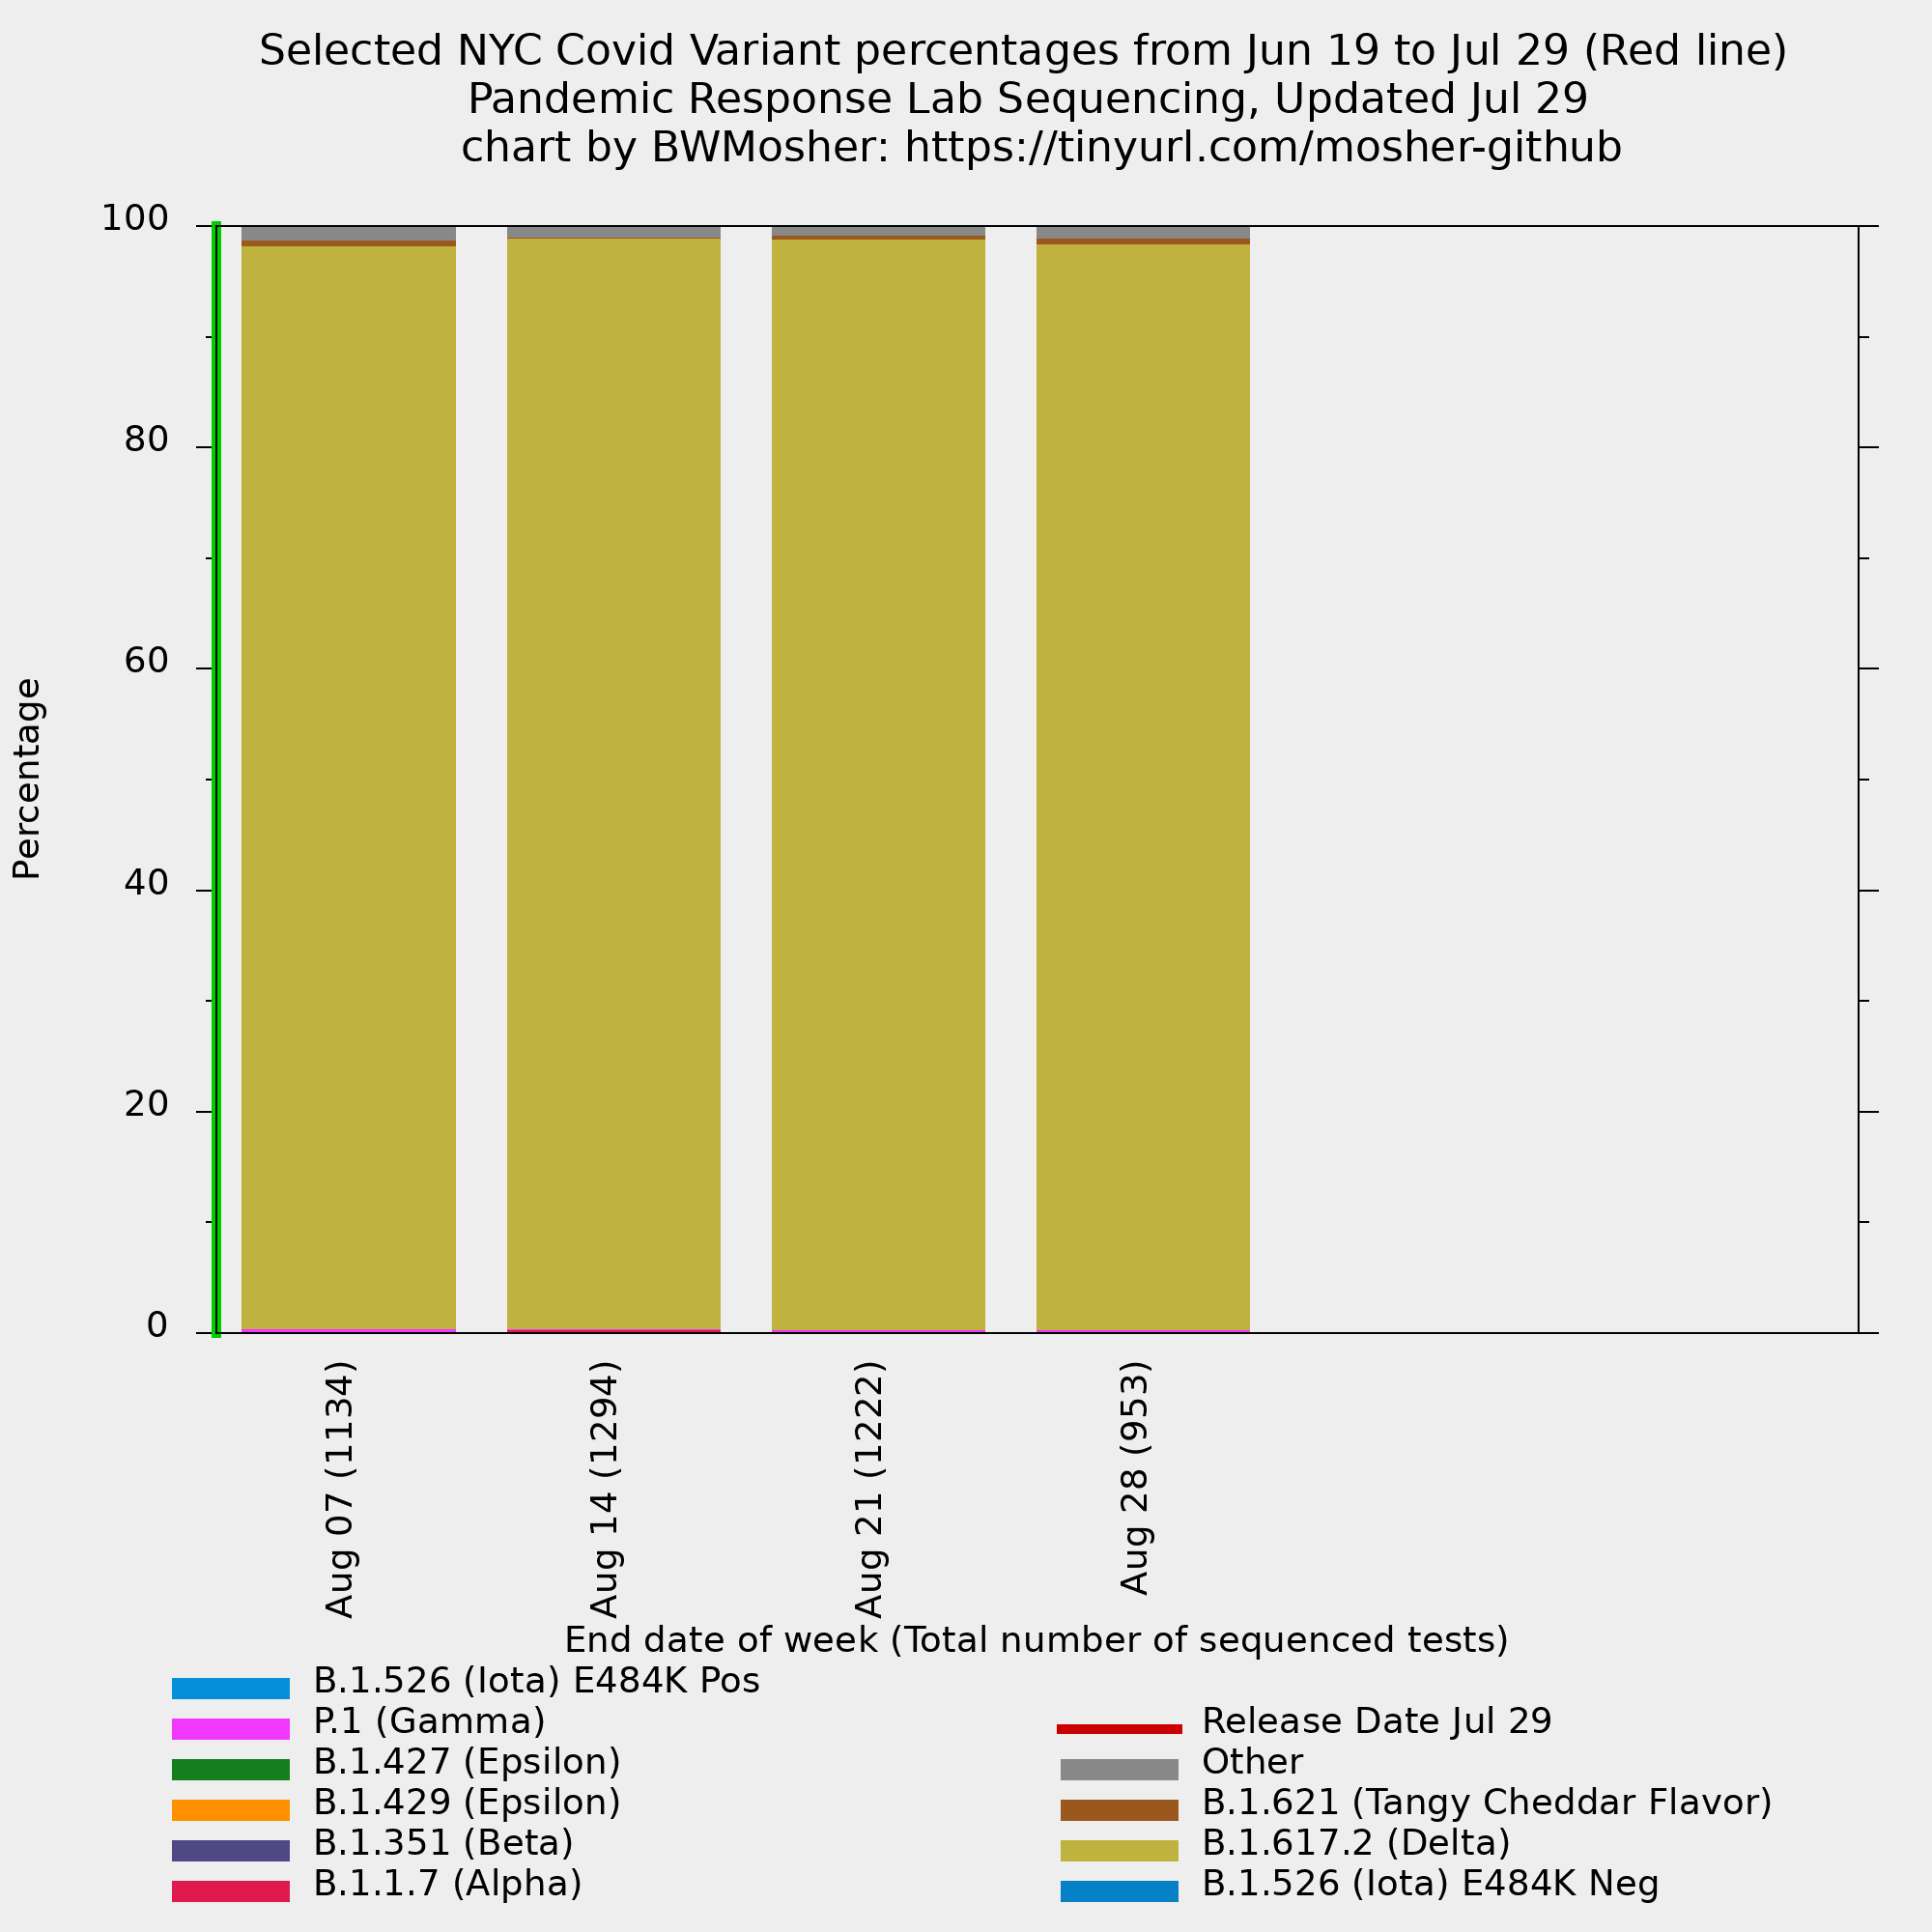 Selected NYC Covid Variant percentages from Jun 19 to Jul 29 (Red line)
Pandemic Response Lab Sequencing, Updated Jul 29
chart by BWMosher: https://tinyurl.com/mosher-github
100
80
60
40
20
0
Percentage
Aug 07 (1134)
Aug 14 (1294)
Aug 21 (1222)
Aug 28 (953)
End date of week (Total number of sequenced tests)
B.1.526 (Iota) E484K Pos
P.1 (Gamma)
B.1.427 (Epsilon)
B.1.429 (Epsilon)
B.1.351 (Beta)
B.1.1.7 (Alpha)
Release Date Jul 29
Other
B.1.621 (Tangy Cheddar Flavor)
B.1.617.2 (Delta)
B.1.526 (Iota) E484K Neg